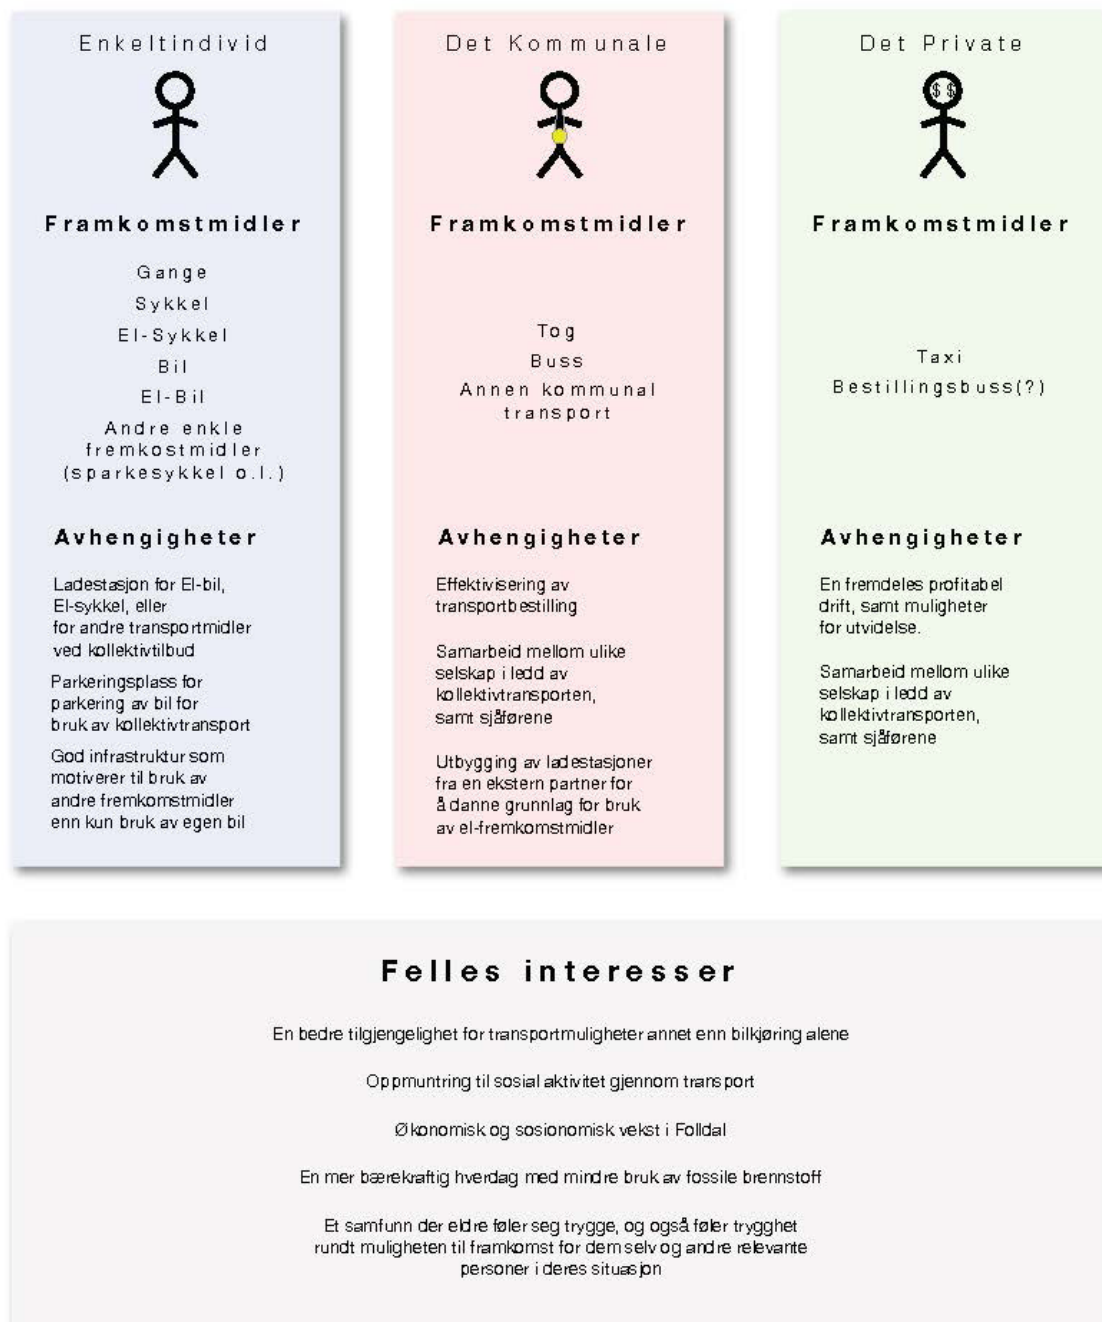 Enkeltindivid
Framkomstmidler
Gange
Sykkel
El-Sykkel
Bil
El-Bil
Andre enkle
fremkostmidler
(sparkesykkel o.l.)
Avhengigheter
Ladestasjon for El-bil,
El-sykkel, eller
for andre transportmidler
ved kollektivtilbud
Parkeringsplass for
parkering av bil for
bruk av kollektivtransport
God infrastruktur som
motiverer til bruk av
andre fremkomstmidler
enn kun bruk av egen bil
Det Kommunale
Framkomstmidler
Tog
Buss
Annen kommunal
transport
Avhengigheter
Effektivisering av
transportbestilling
Samarbeid mellom ulike
selskap i ledd av
kollektivtransporten,
samt sjåførene
Utbygging av ladestasjoner
fra en ekstern partner for
å danne grunnlag for bruk
av el-fremkomstmidler
Det Private
$ $
Framkomstmidler
Taxi
Bestillingsbuss(?)
Avhengigheter
En fremdeles profitabel
drift, samt muligheter
for utvidelse.
Samarbeid mellom ulike
selskap i ledd av
kollektivtransporten,
samt sjåførene
Felles interesser
En bedre tilgjengelighet for transportmuligheter annet enn bilkjøring alene
Oppmuntring til sosial aktivitet gjennom transport
Økonomisk og sosionomisk vekst i Folldal
En mer bærekraftig hverdag med mindre bruk av fossile brennstoff
Et samfunn der eldre føler seg trygge, og også føler trygghet
rundt muligheten til framkomst for dem selv og andre relevante
personer i deres situasjon